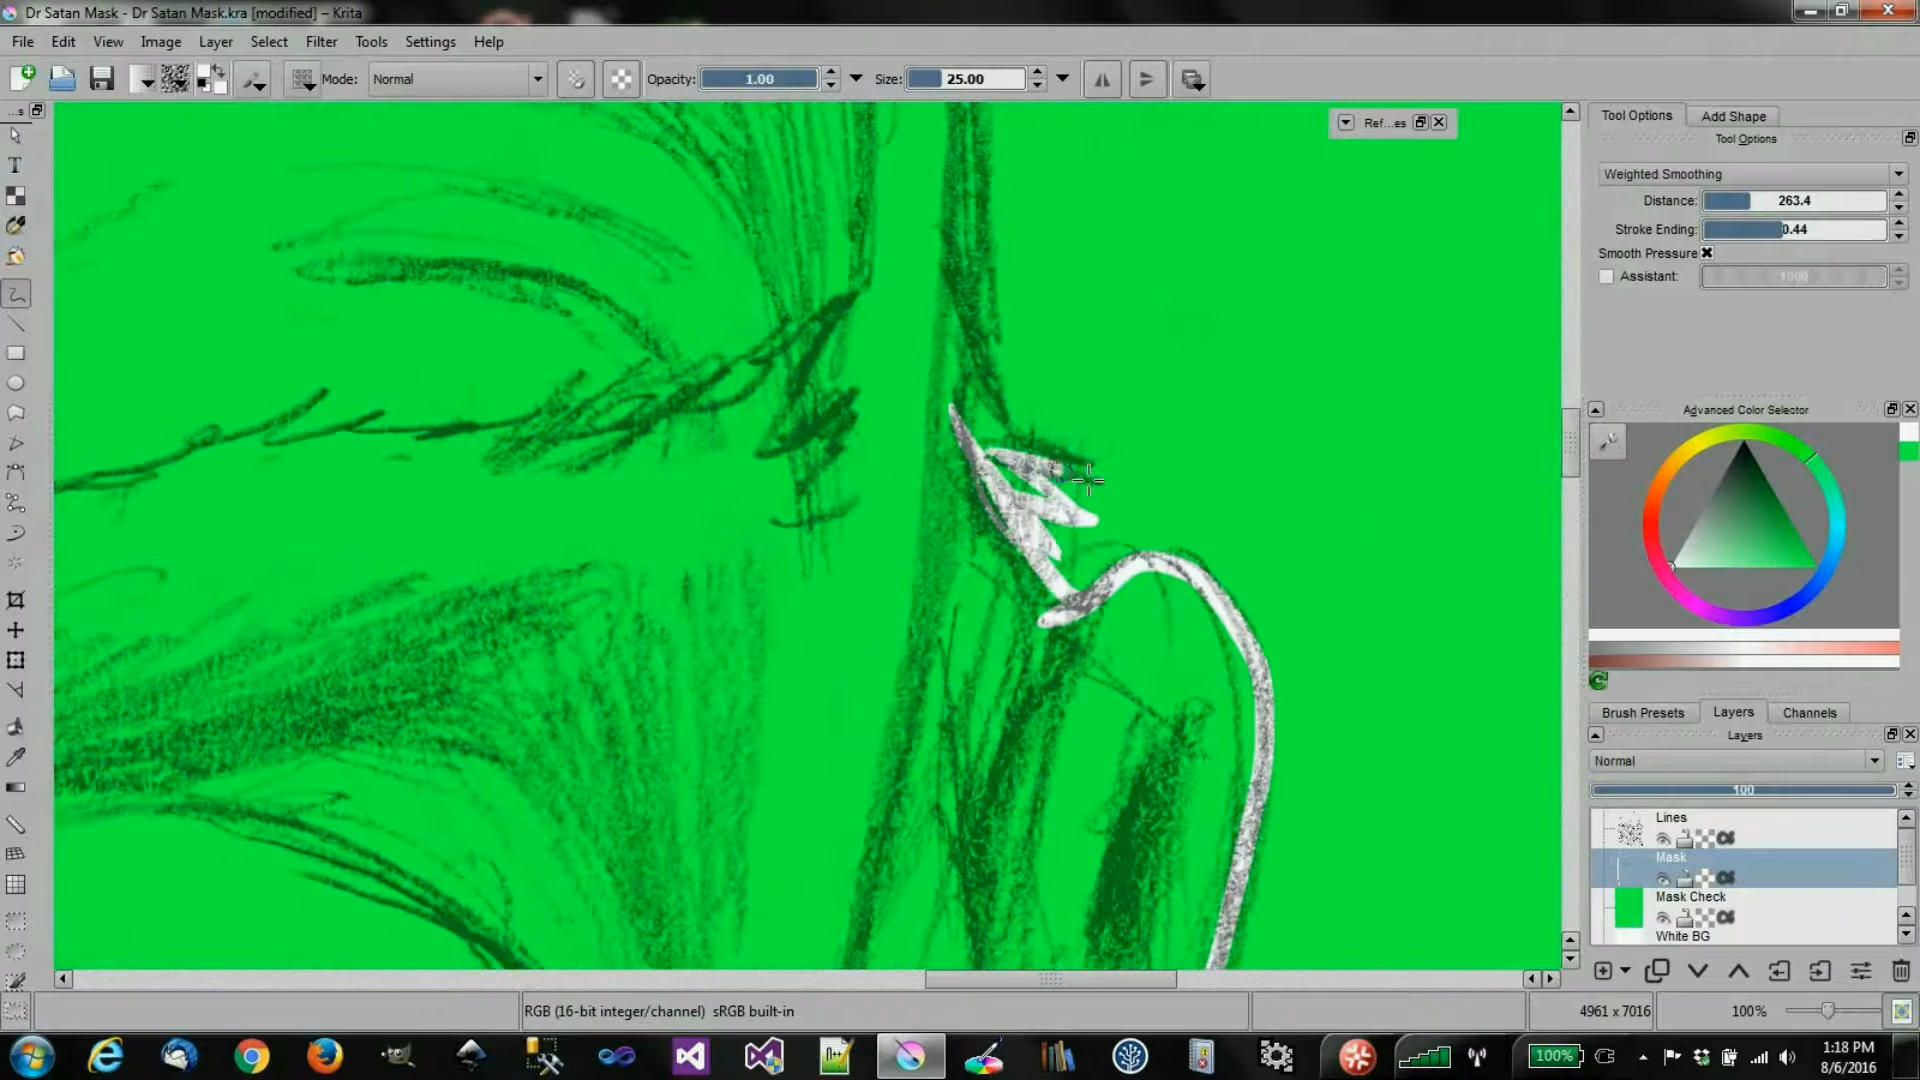 Dr Satan Mask - Dr Satan Mask.kra [modified] – Krita
File Edit View Image Layer Select Filter Tools Settings Help
Mode: Normal Opacity: 1.00 Size: 25.00
...s
Ref...es
Tool Options Add Shape
Tool Options
Weighted Smoothing
Distance: 263.4
Stroke Ending: 0.44
Smooth Pressure
Assistant: 1000
Advanced Color Selector
Brush Presets Layers Channels
Layers
Normal
100
Lines
Mask
Mask Check
White BG
RGB (16-bit integer/channel) sRGB built-in
4961 x 7016
100%
100%
1:18 PM
8/6/2016